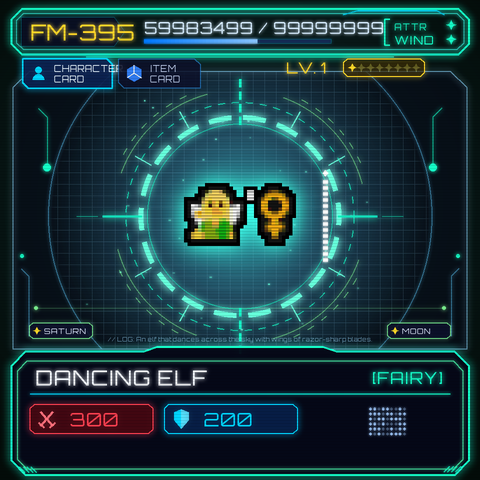 FM-395
59983499 / 99999999
ATTR
WIND
CHARACTER
CARD
ITEM
CARD
LV.1
SATURN
MOON
// LOG: An elf that dances across the sky with wings of razor-sharp blades.
DANCING ELF
[FAIRY]
300
200